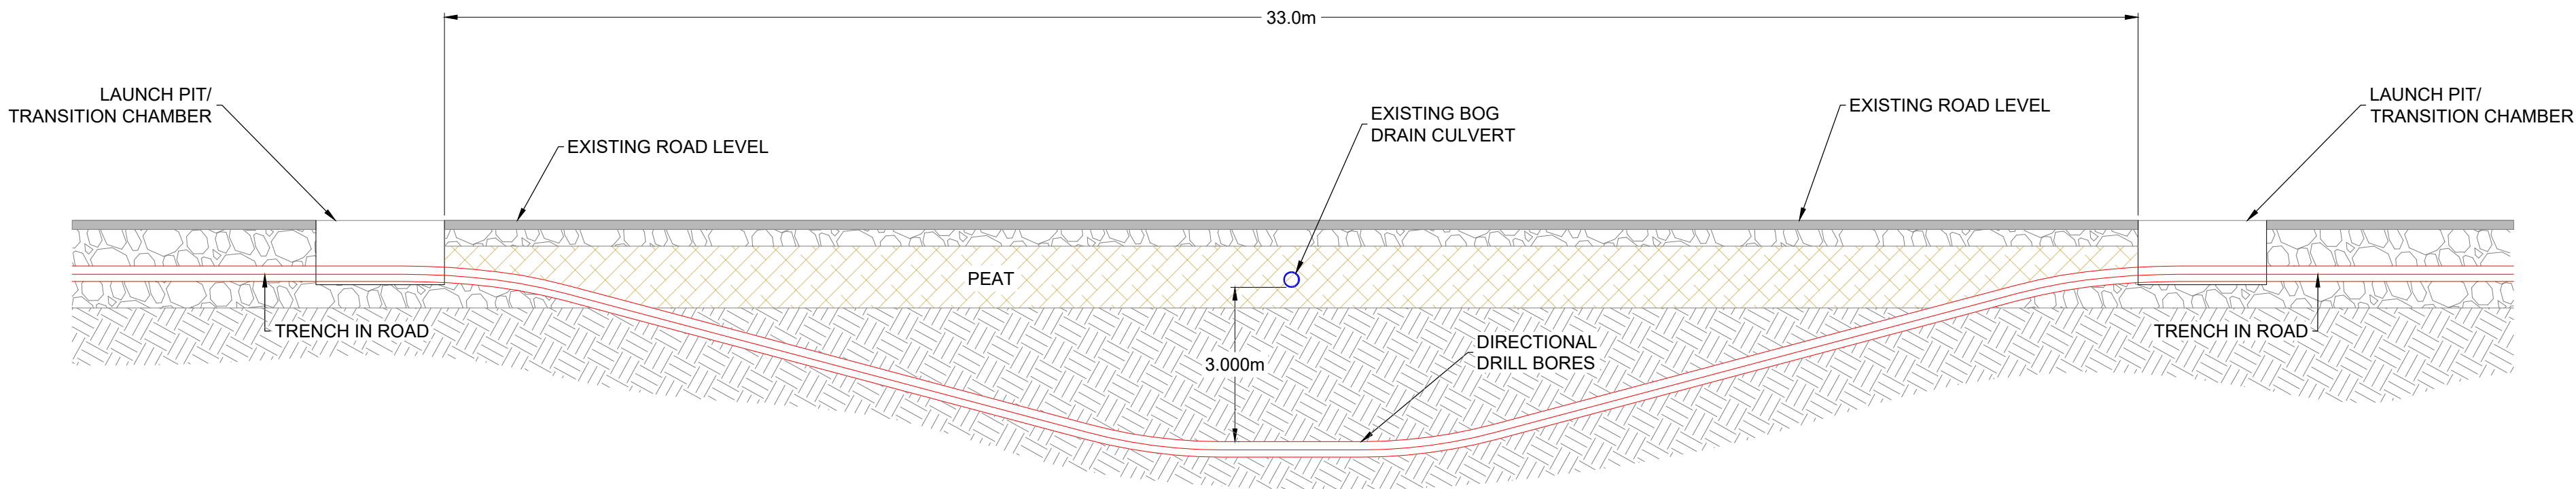 33.0m
LAUNCH PIT/
TRANSITION CHAMBER
EXISTING ROAD LEVEL
EXISTING BOG
DRAIN CULVERT
EXISTING ROAD LEVEL
LAUNCH PIT/
TRANSITION CHAMBER
PEAT
TRENCH IN ROAD
3.000m
DIRECTIONAL
DRILL BORES
TRENCH IN ROAD